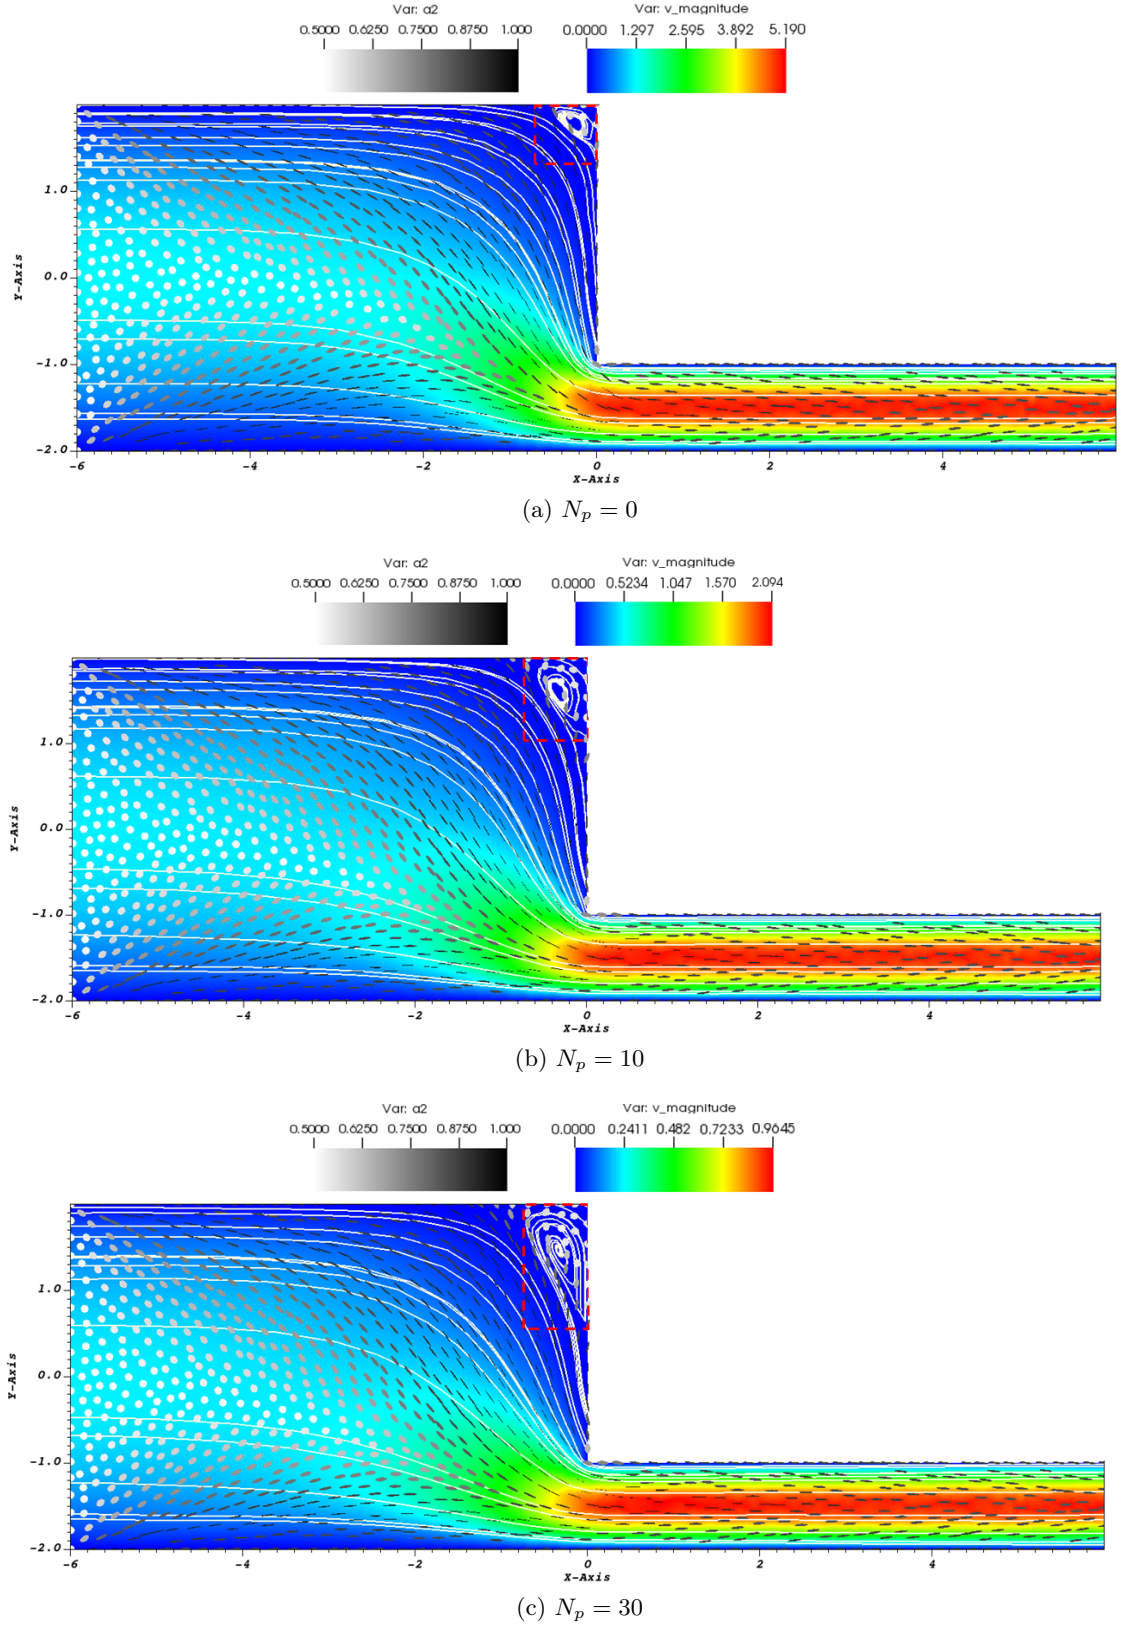 Var: a2 Var: v_magnitude
0.5000 0.6250 0.7500 0.8750 1.000 0.0000 1.297 2.595 3.892 5.190
1.0
0.0
-1.0
-2.0
Y-Axis
-6 -4 -2 0 2 4
X-Axis
(a) N_p = 0
Var: a2 Var: v_magnitude
0.5000 0.6250 0.7500 0.8750 1.000 0.0000 0.5234 1.047 1.570 2.094
1.0
0.0
-1.0
-2.0
Y-Axis
-6 -4 -2 0 2 4
X-Axis
(b) N_p = 10
Var: a2 Var: v_magnitude
0.5000 0.6250 0.7500 0.8750 1.000 0.0000 0.2411 0.482 0.7233 0.9645
1.0
0.0
-1.0
-2.0
Y-Axis
-6 -4 -2 0 2 4
X-Axis
(c) N_p = 30